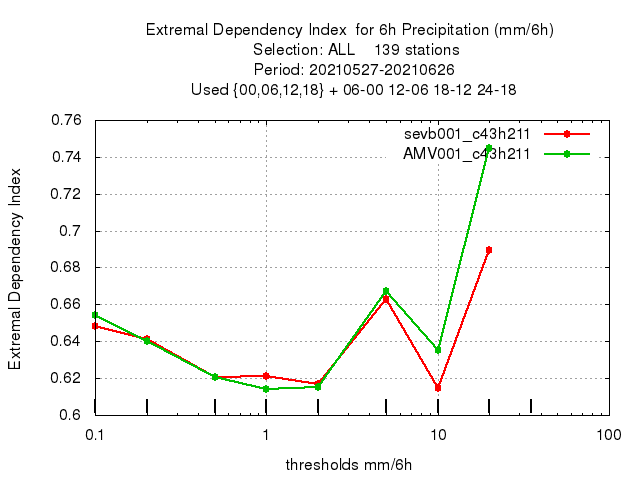 Extremal Dependency Index  for 6h Precipitation (mm/6h)
Selection: ALL    139 stations
Period: 20210527-20210626
Used {00,06,12,18} + 06-00 12-06 18-12 24-18
sevb001_c43h211
AMV001_c43h211
0.76
0.74
0.72
0.7
0.68
0.66
0.64
0.62
0.6
Extremal Dependency Index
0.1 1 10 100
thresholds mm/6h